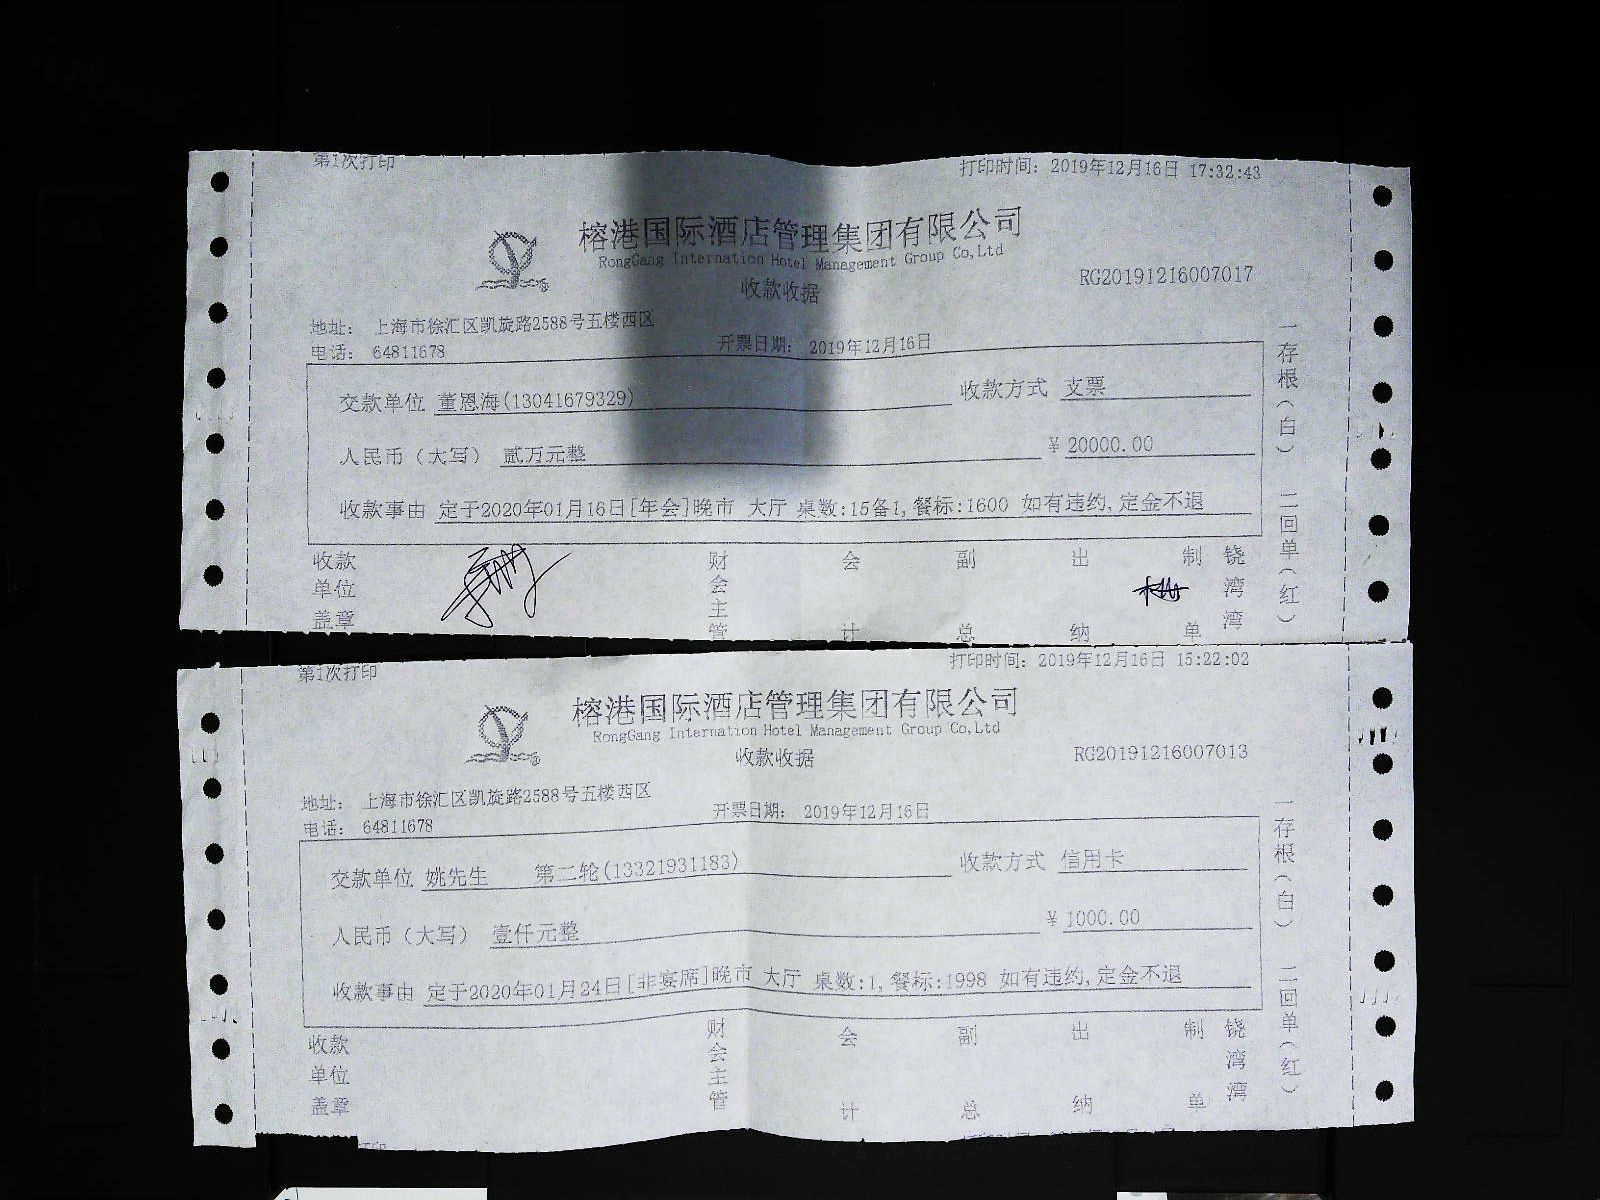 第1次打印
打印时间：2019年12月16日 17:32:43
榕港国际酒店管理集团有限公司
RongGang International Hotel Management Group Co,Ltd
收款收据
RG20191216007017
地址： 上海市徐汇区凯旋路2588号五楼西区
电话： 64811678
开票日期： 2019年12月16日
交款单位 董恩海(13041679329)
收款方式 支票
人民币（大写） 贰万元整
￥ 20000.00
收款事由 定于2020年01月16日[年会]晚市 大厅 桌数:15备1,餐标:1600 如有违约,定金不退
收款单位盖章
财会主管
会计
副总
出纳
制单
饶湾湾
一存根（白） 二回单（红）
第1次打印
打印时间：2019年12月16日 15:22:02
榕港国际酒店管理集团有限公司
RongGang International Hotel Management Group Co,Ltd
收款收据
RG20191216007013
地址： 上海市徐汇区凯旋路2588号五楼西区
电话： 64811678
开票日期： 2019年12月16日
交款单位 姚先生 第二轮(13321931183)
收款方式 信用卡
人民币（大写） 壹仟元整
￥ 1000.00
收款事由 定于2020年01月24日[非宴席]晚市 大厅 桌数:1,餐标:1998 如有违约,定金不退
收款单位盖章
财会主管
会计
副总
出纳
制单
饶湾湾
一存根（白） 二回单（红）